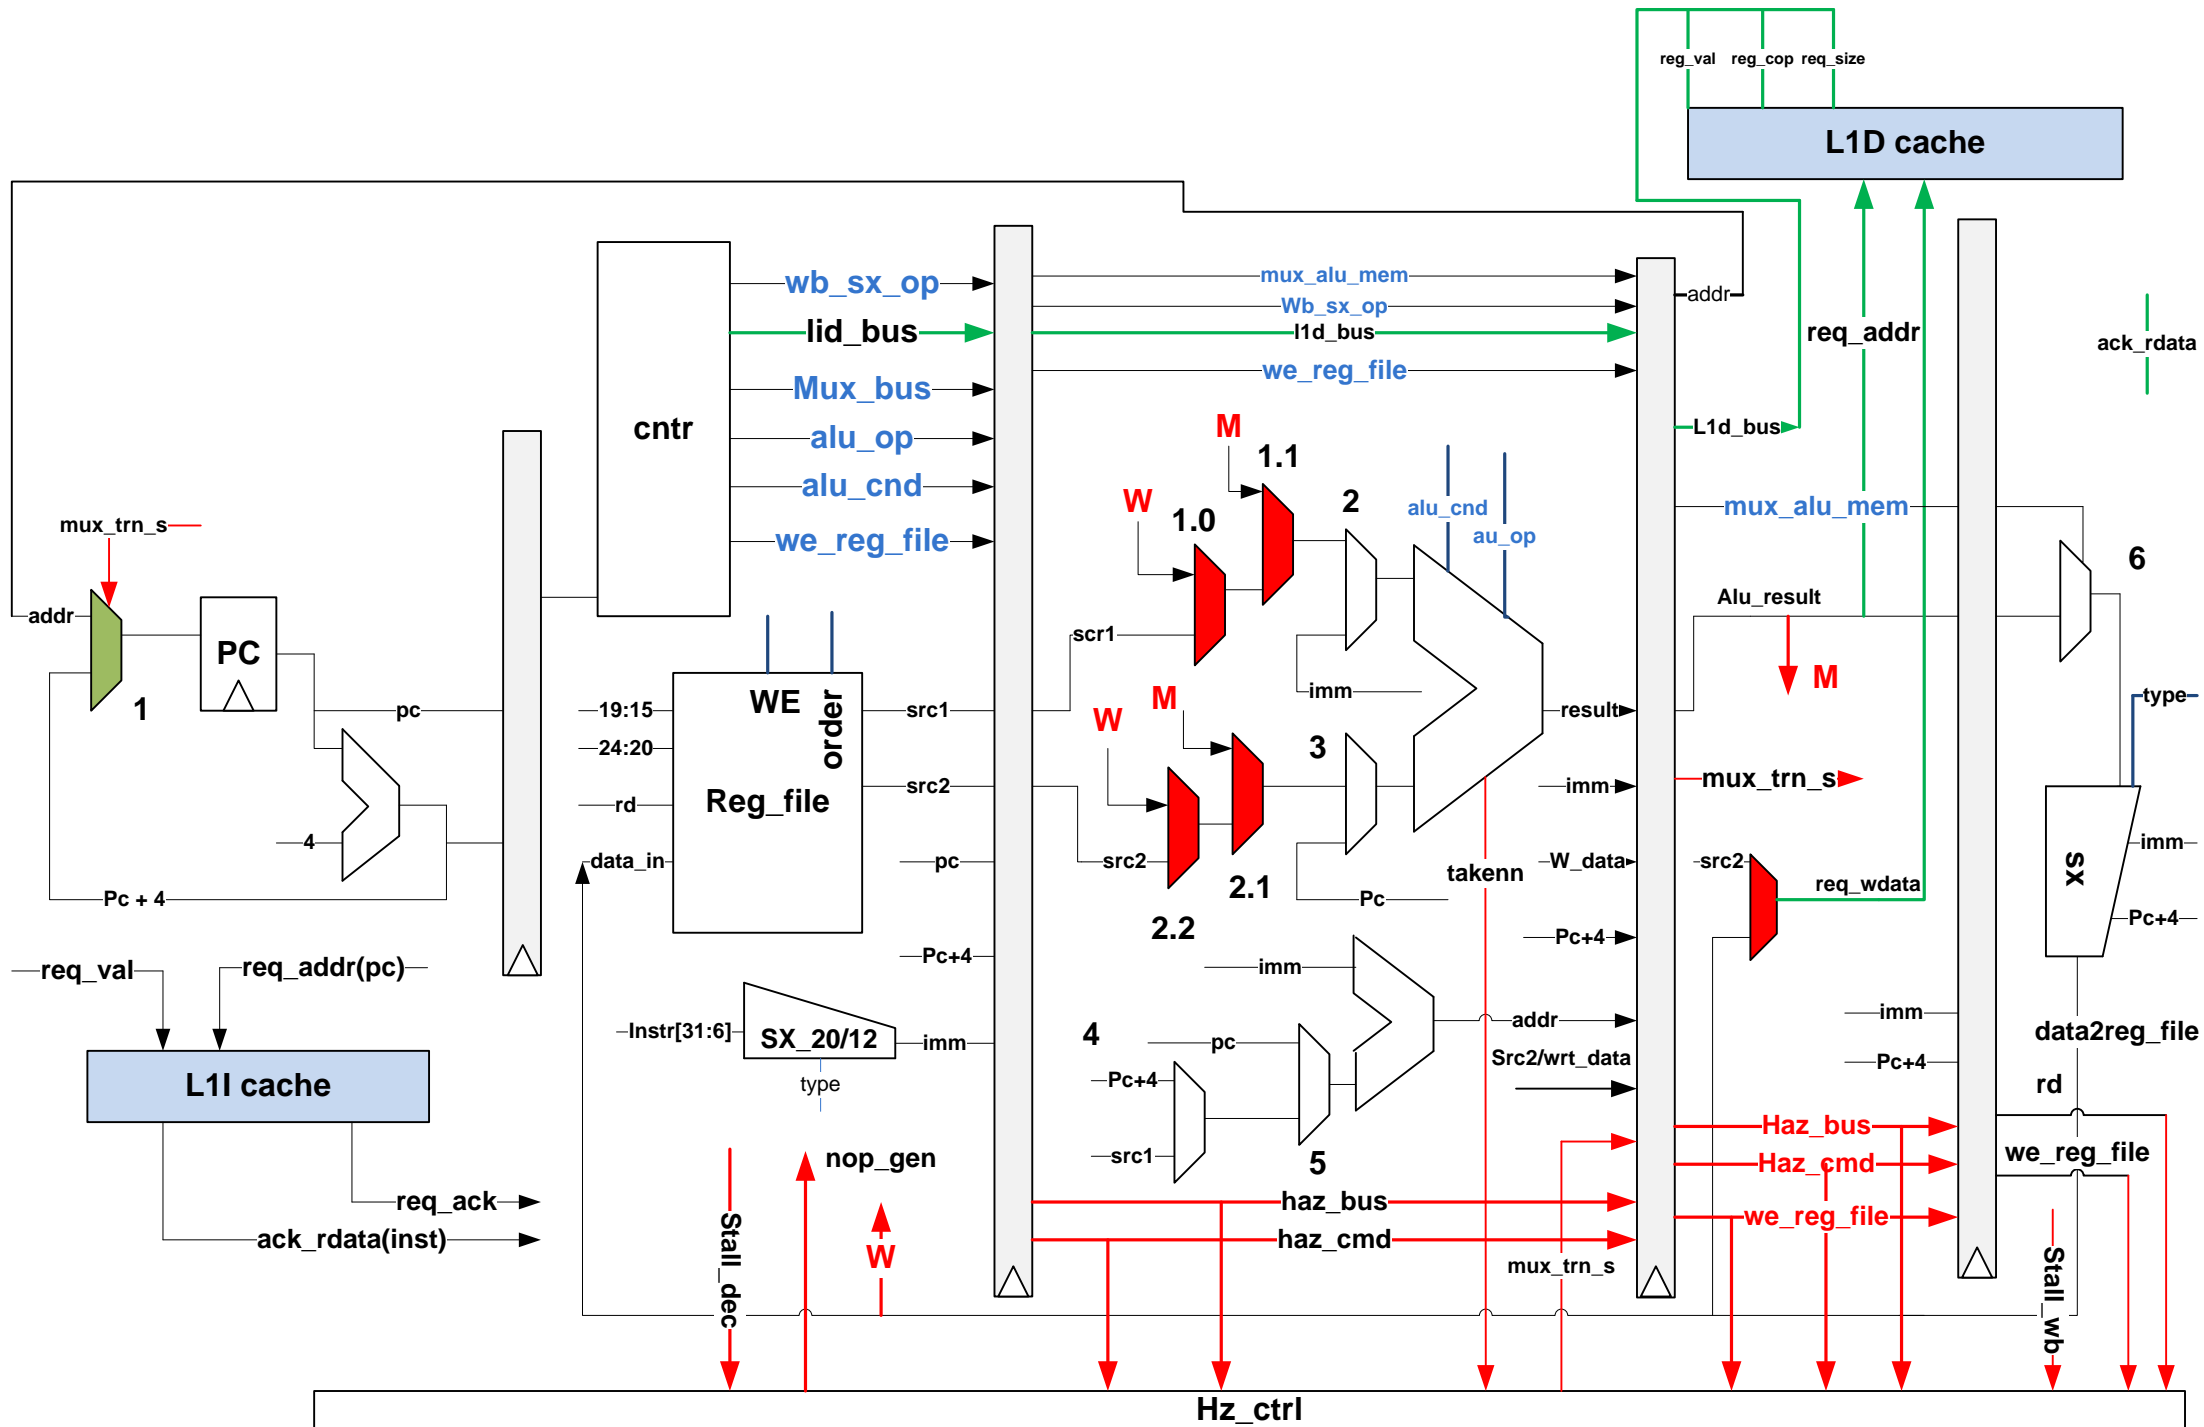 reg_val
reg_cop
req_size
L1D cache
wb_sx_op
mux_alu_mem
Wb_sx_op
addr
lid_bus
l1d_bus
req_addr
ack_rdata
Mux_bus
we_reg_file
cntr
alu_op
M
L1d_bus
1.1
alu_cnd
W
1.0
2
alu_cnd
mux_alu_mem
mux_trn_s
we_reg_file
au_op
6
addr
PC
scr1
Alu_result
1
WE
order
M
imm
M
type
pc
19:15
src1
W
result
24:20
3
Reg_file
src2
imm
mux_trn_s
rd
4
data_in
pc
src2
2.1
takenn
W_data
src2
req_wdata
imm
sx
Pc + 4
Pc
2.2
Pc+4
Pc+4
Pc+4
req_val
req_addr(pc)
imm
Instr[31:6]
SX_20/12
imm
4
pc
addr
imm
data2reg_file
L1I cache
type
Pc+4
Src2/wrt_data
Pc+4
rd
Haz_bus
nop_gen
src1
5
Haz_cmd
we_reg_file
req_ack
haz_bus
we_reg_file
ack_rdata(inst)
Stall_dec
W
haz_cmd
mux_trn_s
Stall_wb
Hz_ctrl